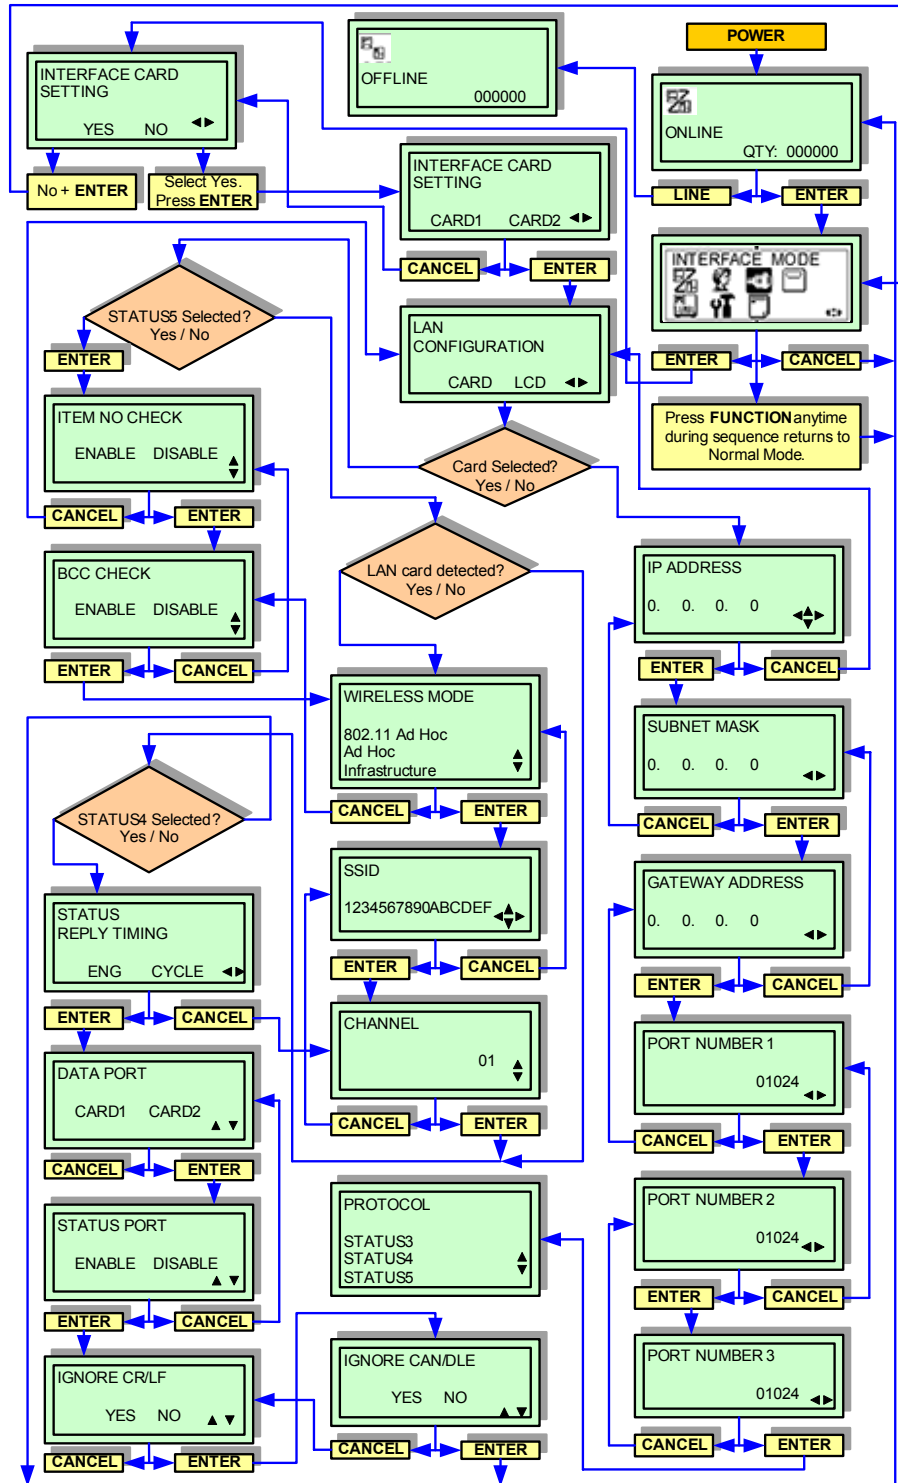 POWER
INTERFACE CARD
SETTING
YES NO
OFFLINE
000000
ONLINE
QTY: 000000
No + ENTER
Select Yes.
Press ENTER
INTERFACE CARD
SETTING
CARD1 CARD2
LINE
ENTER
CANCEL
ENTER
INTERFACE MODE
STATUS5 Selected?
Yes / No
LAN
CONFIGURATION
CARD LCD
ENTER
ENTER
CANCEL
ITEM NO CHECK
ENABLE DISABLE
Press FUNCTION anytime
during sequence returns to
Normal Mode.
Card Selected?
Yes / No
CANCEL
ENTER
BCC CHECK
ENABLE DISABLE
LAN card detected?
Yes / No
IP ADDRESS
0. 0. 0. 0
ENTER
CANCEL
ENTER
CANCEL
WIRELESS MODE
802.11 Ad Hoc
Ad Hoc
Infrastructure
SUBNET MASK
0. 0. 0. 0
STATUS4 Selected?
Yes / No
CANCEL
ENTER
CANCEL
ENTER
SSID
1234567890ABCDEF
GATEWAY ADDRESS
0. 0. 0. 0
STATUS
REPLY TIMING
ENG CYCLE
ENTER
CANCEL
ENTER
CANCEL
ENTER
CANCEL
CHANNEL
01
PORT NUMBER 1
01024
DATA PORT
CARD1 CARD2
CANCEL
ENTER
CANCEL
ENTER
CANCEL
ENTER
PROTOCOL
STATUS3
STATUS4
STATUS5
PORT NUMBER 2
01024
STATUS PORT
ENABLE DISABLE
ENTER
CANCEL
ENTER
CANCEL
IGNORE CR/LF
YES NO
IGNORE CAN/DLE
YES NO
PORT NUMBER 3
01024
CANCEL
ENTER
CANCEL
ENTER
CANCEL
ENTER